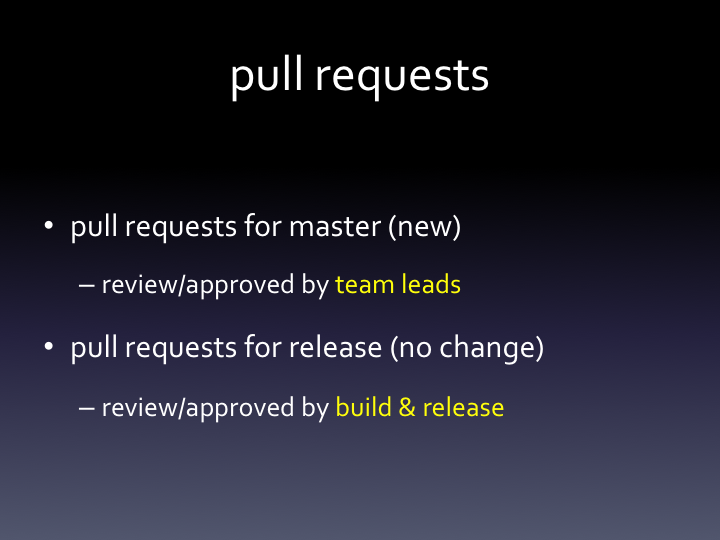 pull requests
• pull requests for master (new)
– review/approved by team leads
• pull requests for release (no change)
– review/approved by build & release